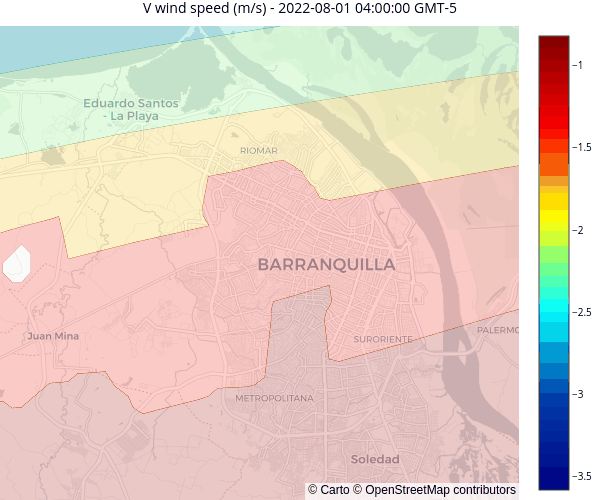 V wind speed (m/s) - 2022-08-01 04:00:00 GMT-5
−1
Eduardo Santos
- La Playa
−1.5
RIOMAR
−2
BARRANQUILLA
−2.5
PALERMO
Juan Mina
SURORIENTE
−3
METROPOLITANA
Soledad
−3.5
© Carto © OpenStreetMap contributors